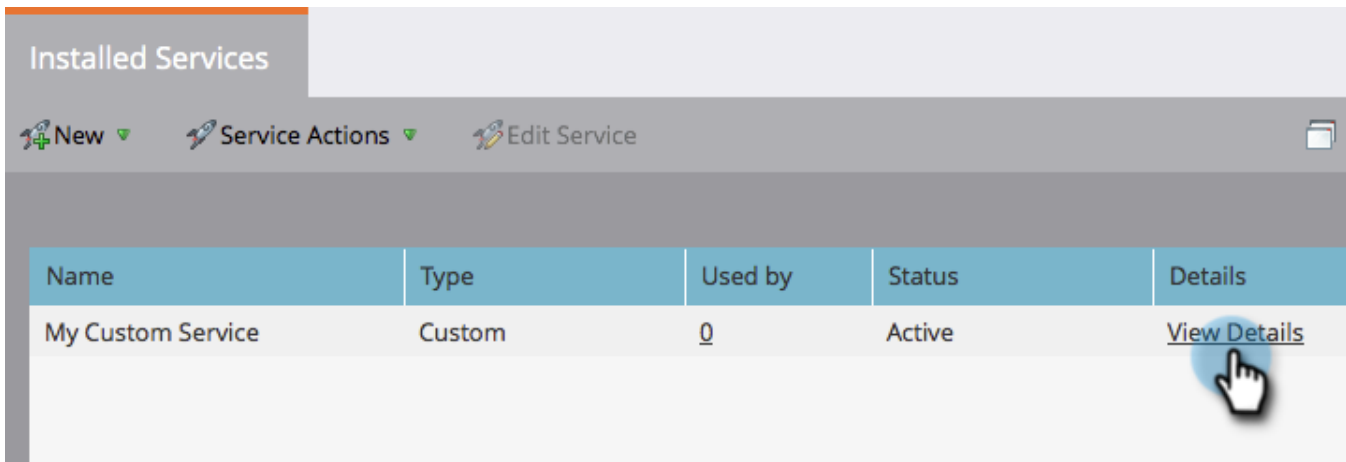 Installed Services
New Service Actions Edit Service
Name Type Used by Status Details
My Custom Service Custom 0 Active View Details